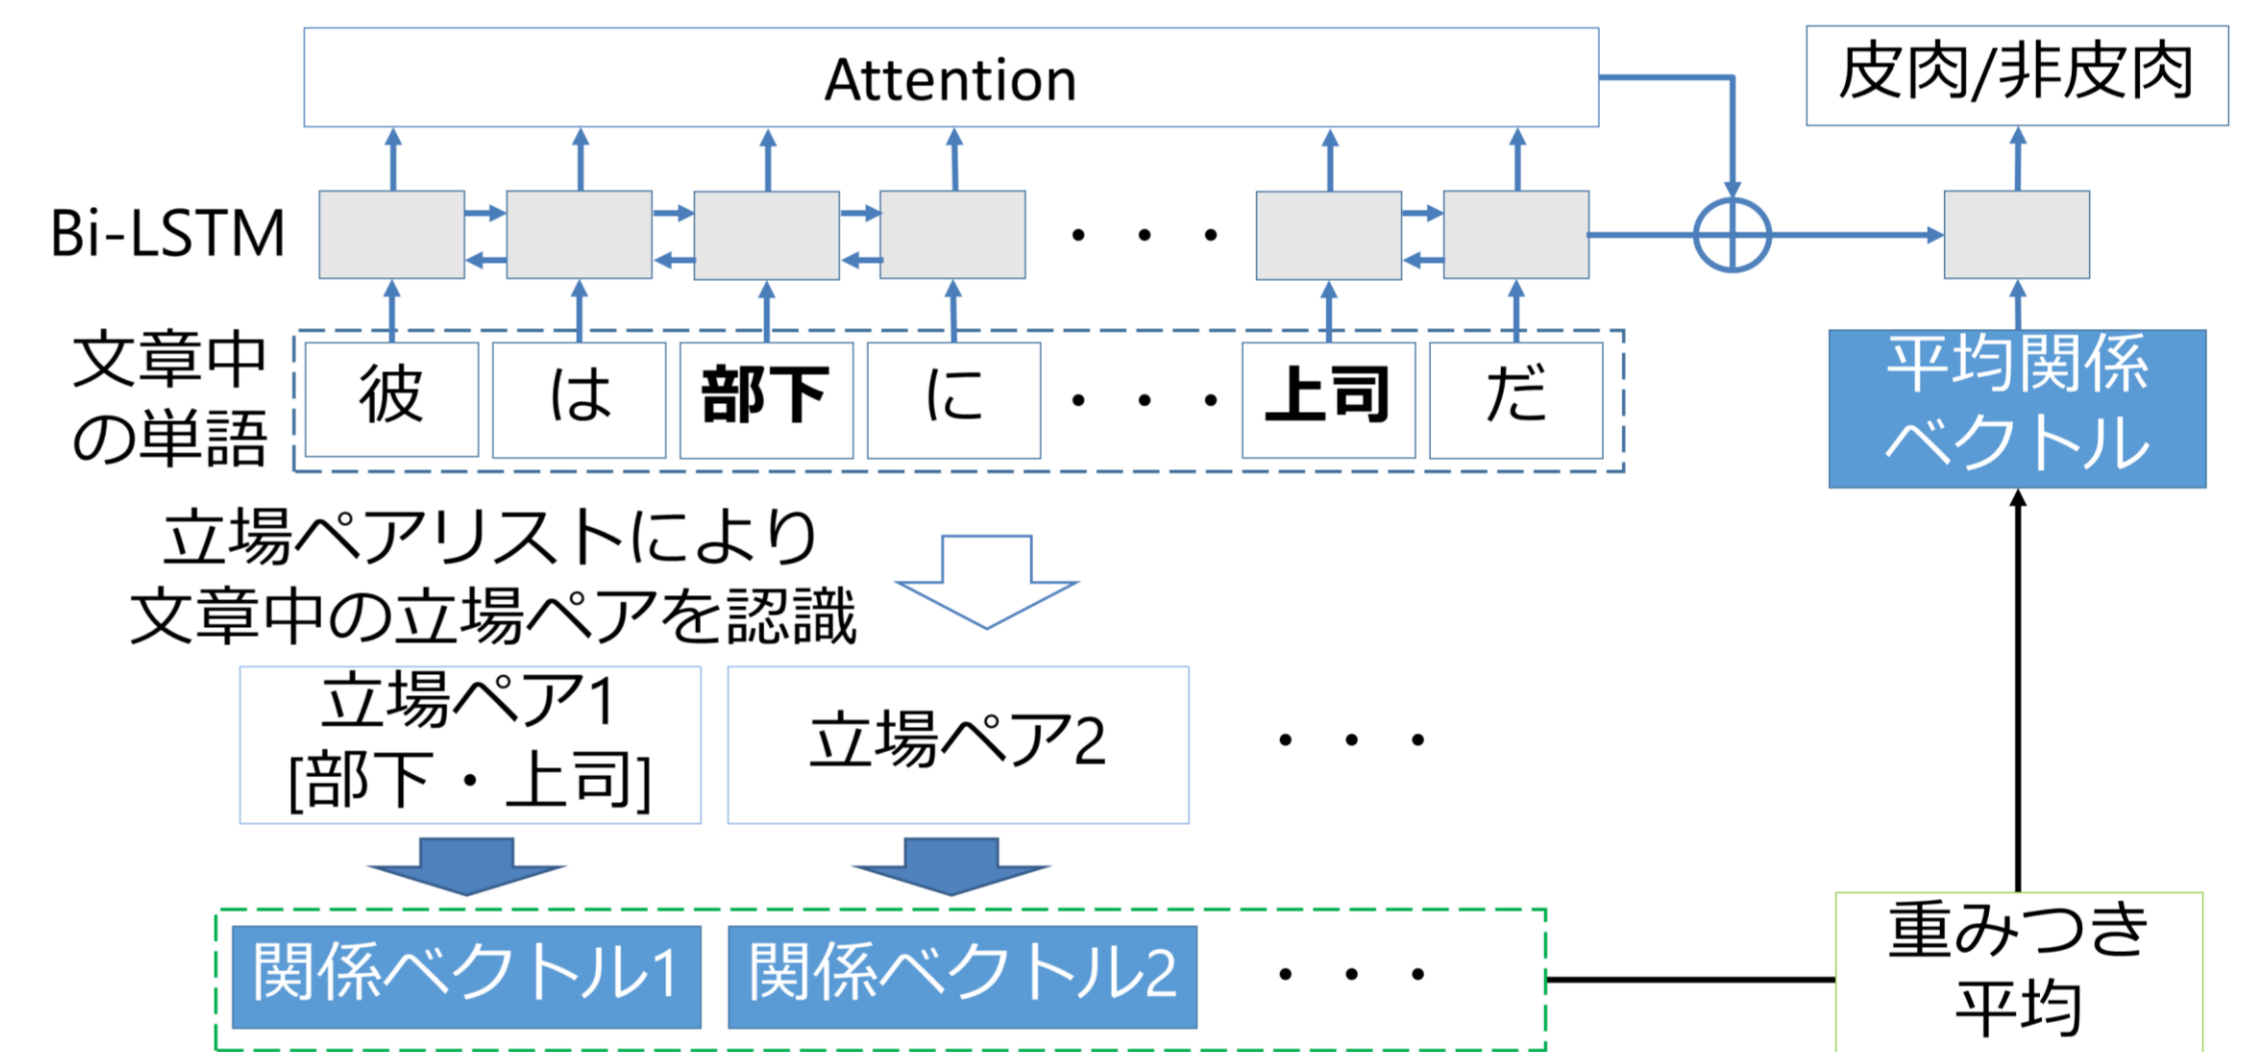 Attention
皮肉/非皮肉
Bi-LSTM
・・・
文章中
の単語
彼
は
部下
に
・・・
上司
だ
平均関係
ベクトル
立場ペアリストにより
文章中の立場ペアを認識
立場ペア1
[部下・上司]
立場ペア2
・・・
関係ベクトル1
関係ベクトル2
・・・
重みつき
平均